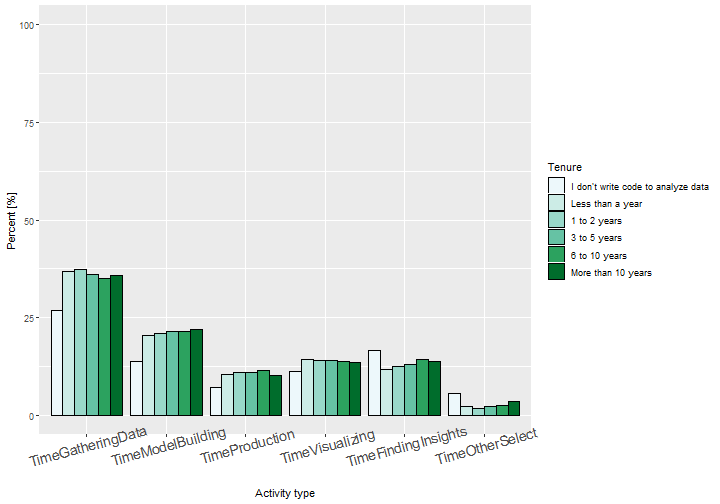 100
75
50
25
0
Percent [%]
TimeGatheringData
TimeModelBuilding
TimeProduction
TimeVisualizing
TimeFindingInsights
TimeOtherSelect
Activity type
Tenure
I don't write code to analyze data
Less than a year
1 to 2 years
3 to 5 years
6 to 10 years
More than 10 years